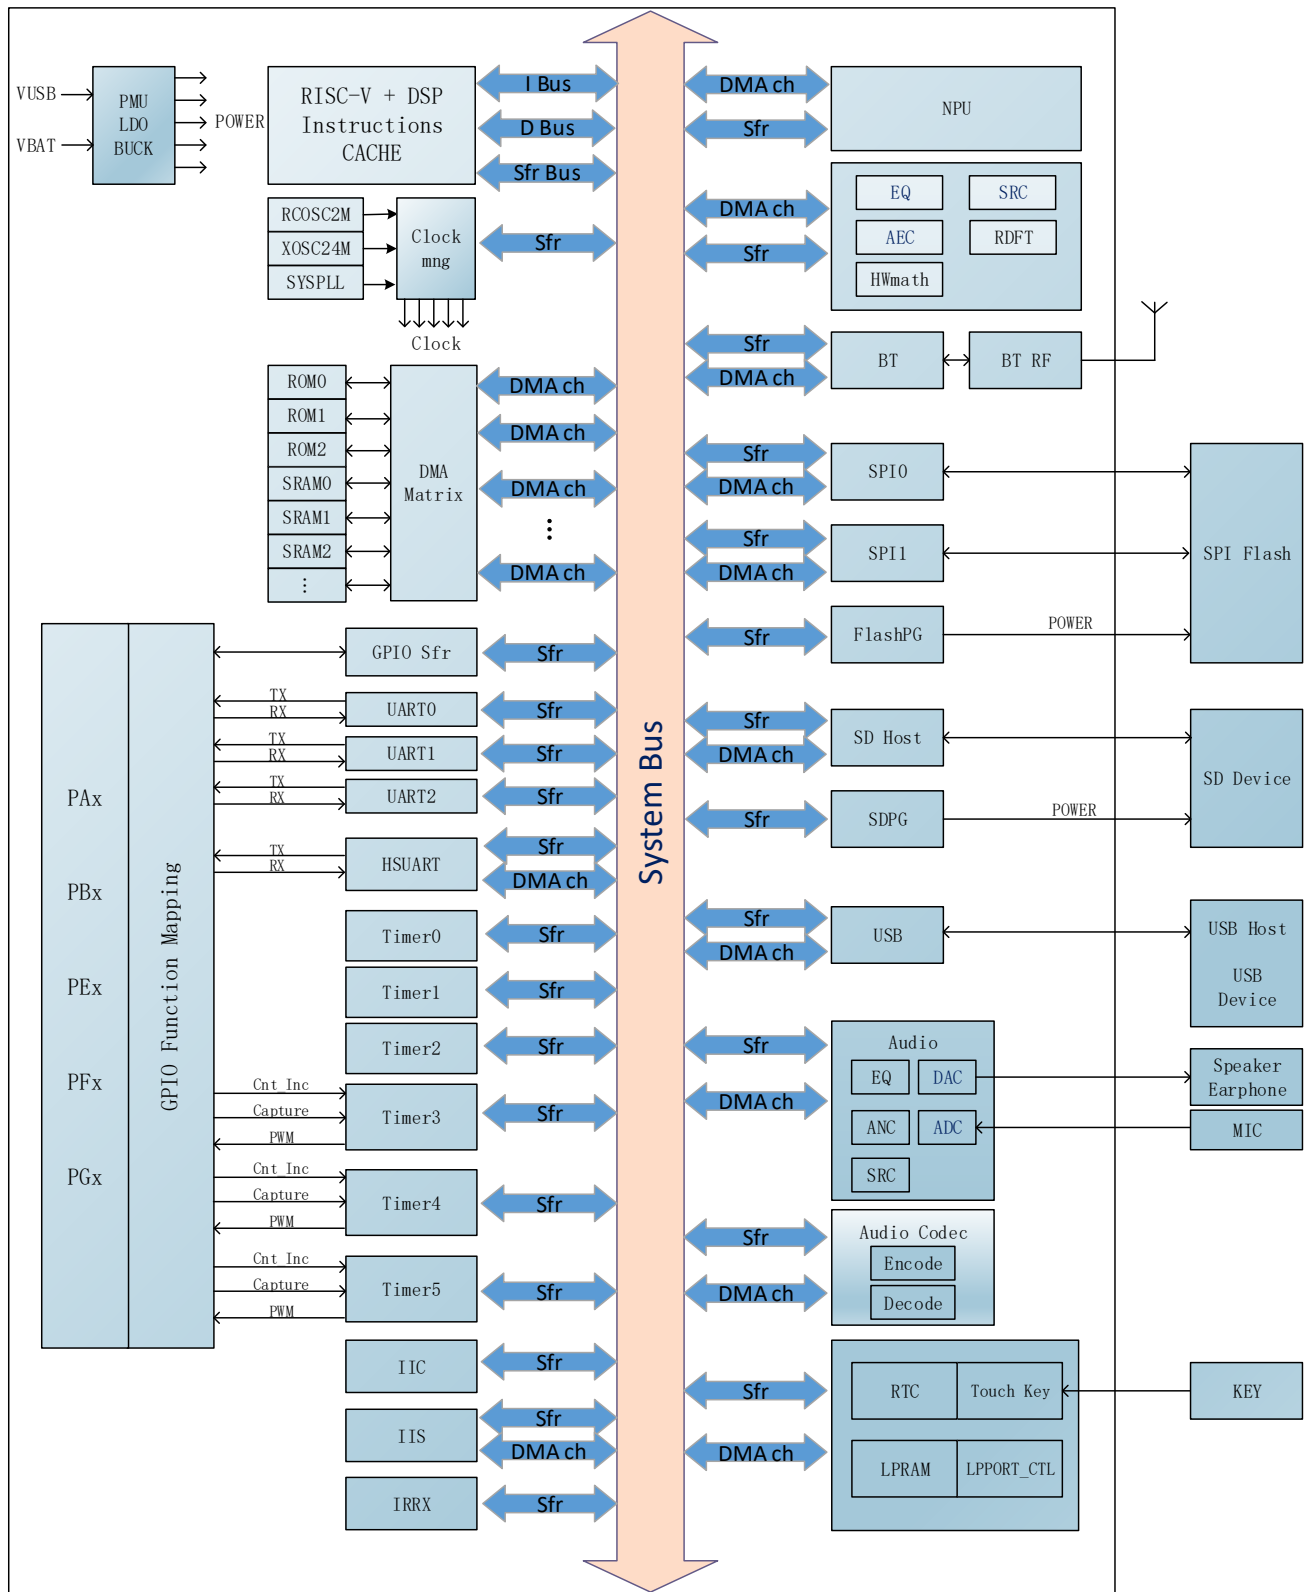 VUSB
VBAT
PMU
LDO
BUCK
POWER
RISC-V + DSP
Instructions
CACHE
I Bus
D Bus
Sfr Bus
RCOSC2M
XOSC24M
SYSPLL
Clock
mng
Sfr
Clock
ROM0
ROM1
ROM2
SRAM0
SRAM1
SRAM2
...
DMA
Matrix
DMA ch
DMA ch
DMA ch
...
DMA ch
PAx
PBx
PEx
PFx
PGx
GPIO Function Mapping
GPIO Sfr
Sfr
TX
RX
UART0
Sfr
TX
RX
UART1
Sfr
TX
RX
UART2
Sfr
TX
RX
HSUART
Sfr
DMA ch
Timer0
Sfr
Timer1
Sfr
Timer2
Sfr
Cnt_Inc
Capture
PWM
Timer3
Sfr
Cnt_Inc
Capture
PWM
Timer4
Sfr
Cnt_Inc
Capture
PWM
Timer5
Sfr
IIC
Sfr
IIS
Sfr
DMA ch
IRRX
Sfr
System Bus
DMA ch
Sfr
NPU
DMA ch
Sfr
EQ
SRC
AEC
RDFT
HWmath
Sfr
DMA ch
BT
BT RF
Sfr
DMA ch
SPI0
Sfr
DMA ch
SPI1
Sfr
FlashPG
POWER
SPI Flash
Sfr
DMA ch
SD Host
Sfr
SDPG
POWER
SD Device
Sfr
DMA ch
USB
USB Host
USB
Device
Sfr
DMA ch
Audio
EQ
DAC
ANC
ADC
SRC
Speaker
Earphone
MIC
Sfr
DMA ch
Audio Codec
Encode
Decode
Sfr
DMA ch
RTC
Touch Key
LPRAM
LPPORT_CTL
KEY